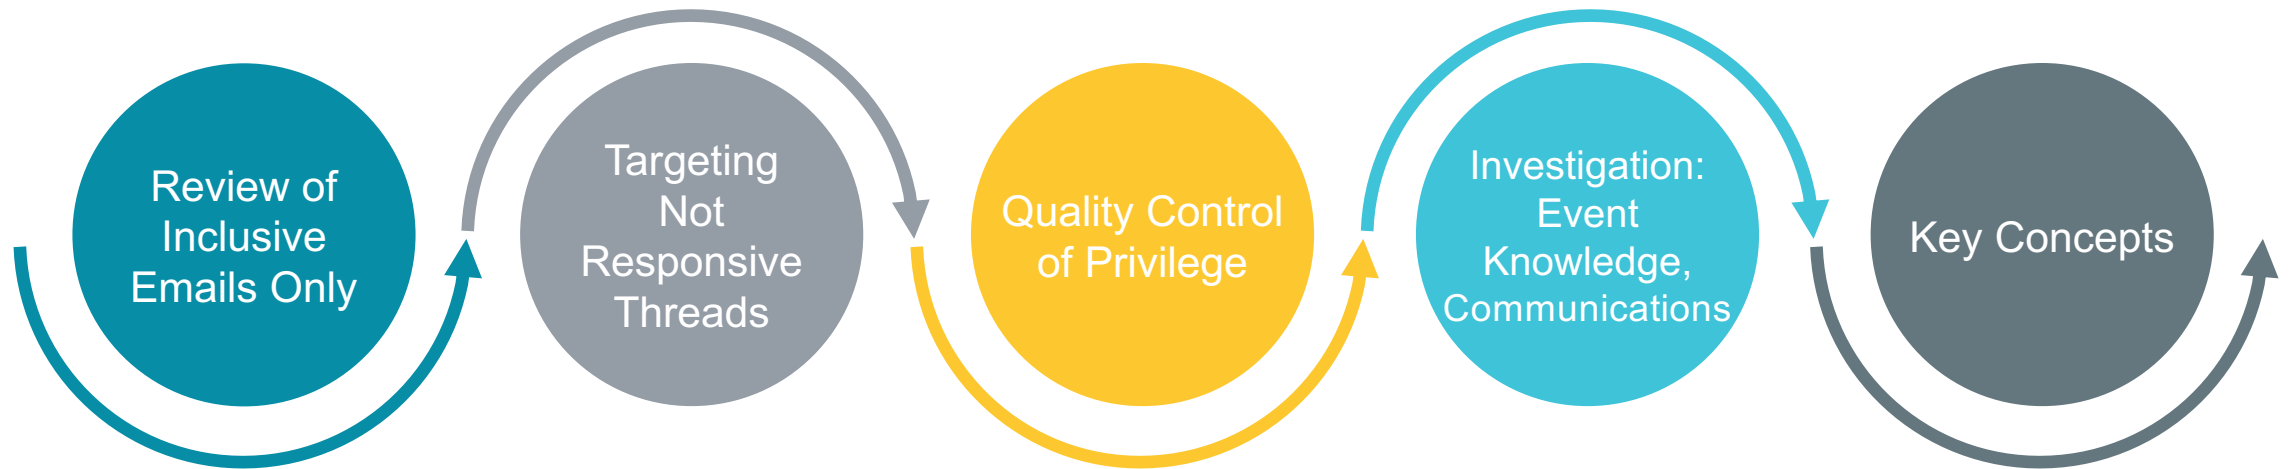 Review of
Inclusive
Emails Only
Targeting
Not
Responsive
Threads
Quality Control
of Privilege
Investigation:
Event
Knowledge,
Communications
Key Concepts